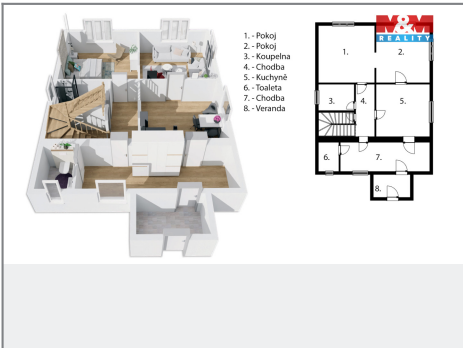 1. - Pokoj
2. - Pokoj
3. - Koupelna
4. - Chodba
5. - Kuchyně
6. - Toaleta
7. - Chodba
8. - Veranda
M&M
REALITY
1.
2.
3.
4.
5.
6.
7.
8.